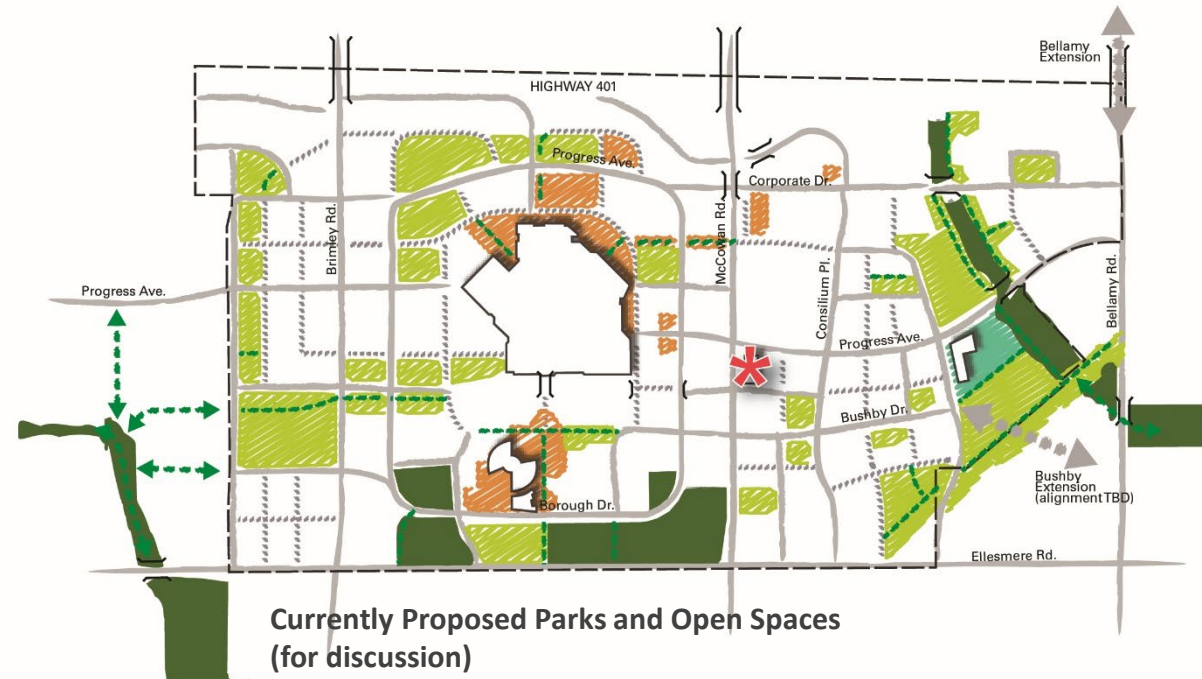 Bellamy
Extension
HIGHWAY 401
Progress Ave.
Corporate Dr.
Brimley Rd.
McCowan Rd.
Consilium Pl.
Bellamy Rd.
Progress Ave.
Progress Ave.
*
Bushby Dr.
Bushby
Extension
(alignment TBD)
Borough Dr.
Ellesmere Rd.
Currently Proposed Parks and Open Spaces
(for discussion)